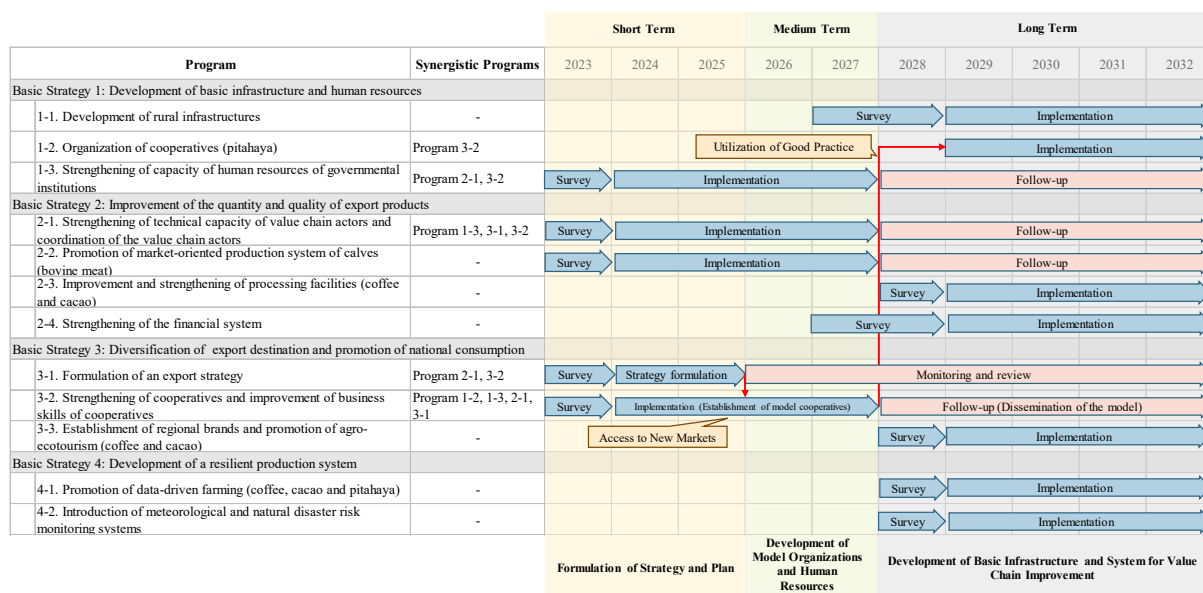 Short Term Medium Term Long Term
Program Synergistic Programs 2023 2024 2025 2026 2027 2028 2029 2030 2031 2032
Basic Strategy 1: Development of basic infrastructure and human resources
1-1. Development of rural infrastructures - Survey Implementation
1-2. Organization of cooperatives (pitahaya) Program 3-2 Utilization of Good Practice Implementation
1-3. Strengthening of capacity of human resources of governmental
institutions Program 2-1, 3-2 Survey Implementation Follow-up
Basic Strategy 2: Improvement of the quantity and quality of export products
2-1. Strengthening of technical capacity of value chain actors and
coordination of the value chain actors Program 1-3, 3-1, 3-2 Survey Implementation Follow-up
2-2. Promotion of market-oriented production system of calves
(bovine meat) - Survey Implementation Follow-up
2-3. Improvement and strengthening of processing facilities (coffee
and cacao) - Survey Implementation
2-4. Strengthening of the financial system - Survey Implementation
Basic Strategy 3: Diversification of export destination and promotion of national consumption
3-1. Formulation of an export strategy Program 2-1, 3-2 Survey Strategy formulation Monitoring and review
3-2. Strengthening of cooperatives and improvement of business
skills of cooperatives Program 1-2, 1-3, 2-1,
3-1 Survey Implementation (Establishment of model cooperatives) Follow-up (Dissemination of the model)
3-3. Establishment of regional brands and promotion of agro-
ecotourism (coffee and cacao) - Access to New Markets Survey Implementation
Basic Strategy 4: Development of a resilient production system
4-1. Promotion of data-driven farming (coffee, cacao and pitahaya) - Survey Implementation
4-2. Introduction of meteorological and natural disaster risk
monitoring systems - Survey Implementation
Formulation of Strategy and Plan
Development of
Model Organizations
and Human
Resources
Development of Basic Infrastructure and System for Value
Chain Improvement